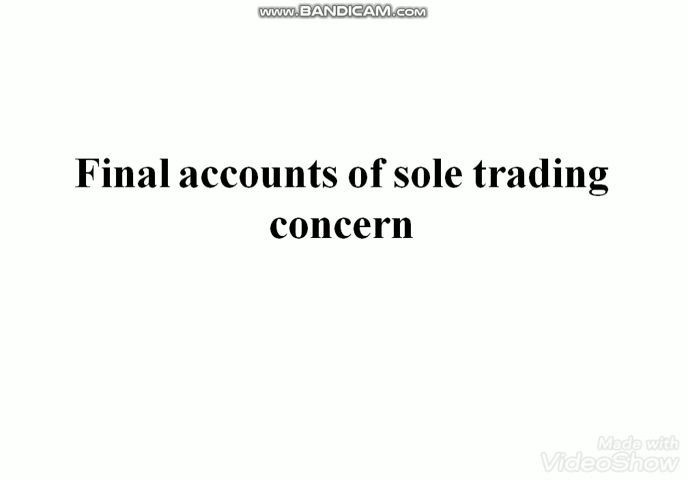 www.BANDICAM.com
Final accounts of sole trading
concern
Made with
VideoShow